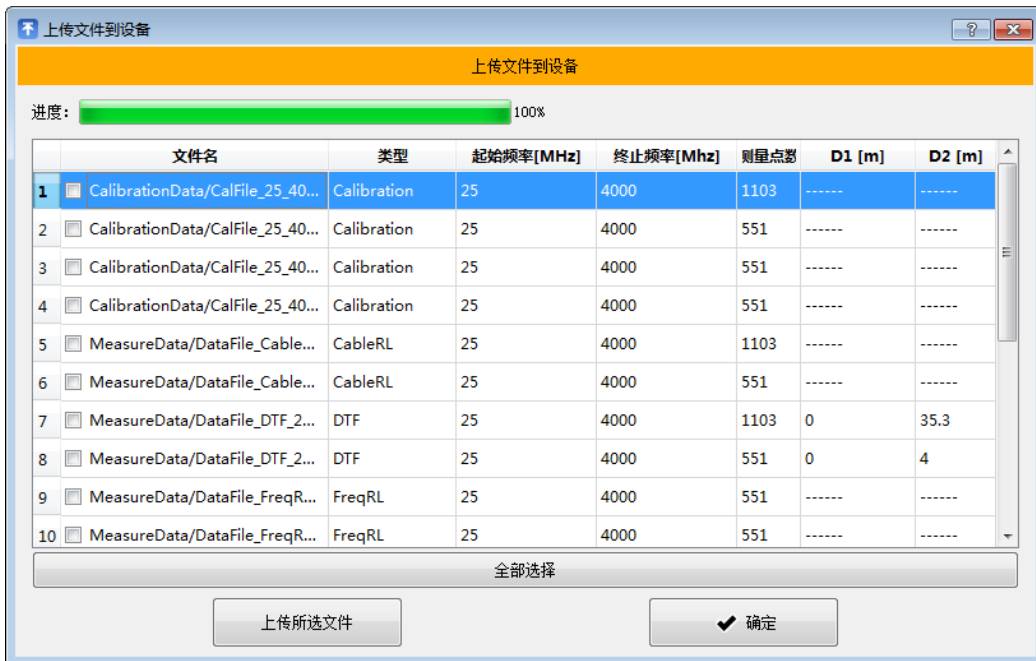 上传文件到设备
上传文件到设备
进度： 100%
文件名 类型 起始频率[MHz] 终止频率[Mhz] 测量点数 D1 [m] D2 [m]
1 CalibrationData/CalFile_25_40... Calibration 25 4000 1103 ------ ------
2 CalibrationData/CalFile_25_40... Calibration 25 4000 551 ------ ------
3 CalibrationData/CalFile_25_40... Calibration 25 4000 551 ------ ------
4 CalibrationData/CalFile_25_40... Calibration 25 4000 551 ------ ------
5 MeasureData/DataFile_Cable... CableRL 25 4000 1103 ------ ------
6 MeasureData/DataFile_Cable... CableRL 25 4000 551 ------ ------
7 MeasureData/DataFile_DTF_2... DTF 25 4000 1103 0 35.3
8 MeasureData/DataFile_DTF_2... DTF 25 4000 551 0 4
9 MeasureData/DataFile_FreqR... FreqRL 25 4000 551 ------ ------
10 MeasureData/DataFile_FreqR... FreqRL 25 4000 551 ------ ------
全部选择
上传所选文件 确定